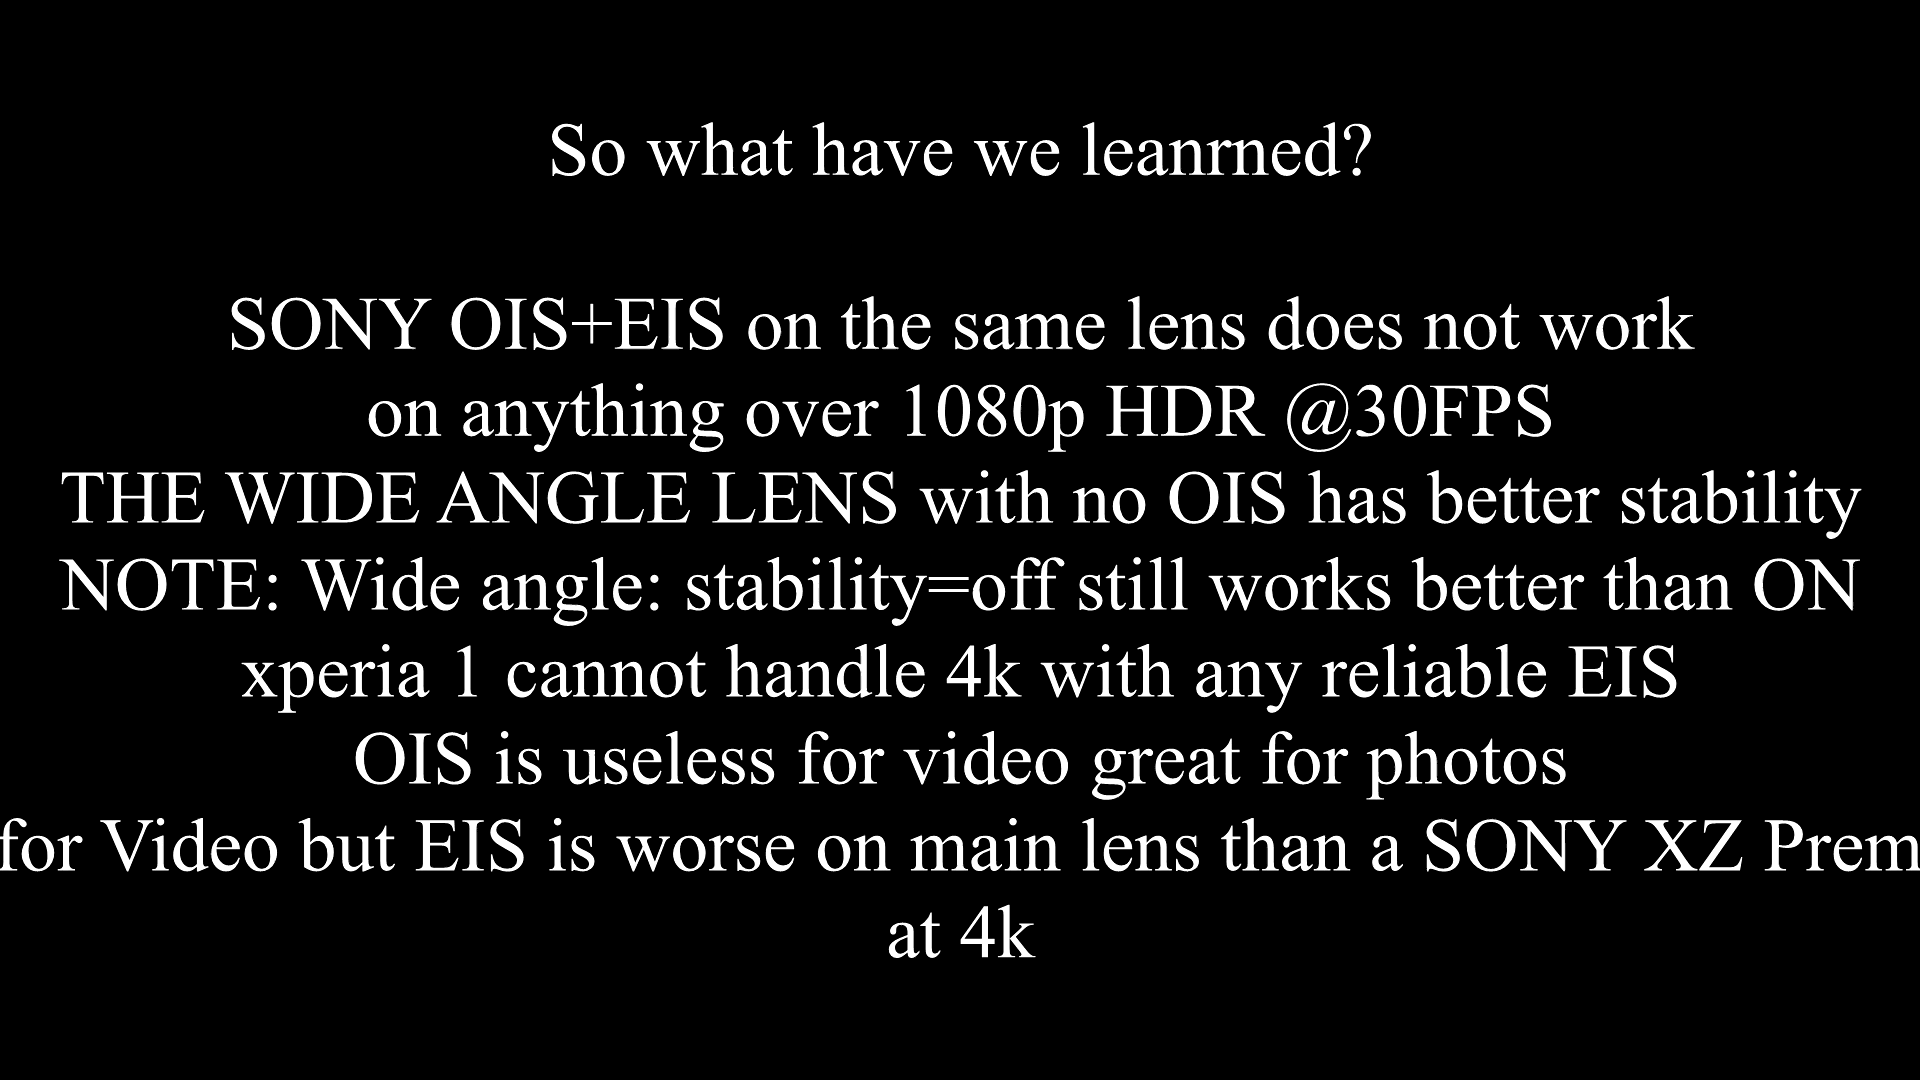 So what have we leanrned?
SONY OIS+EIS on the same lens does not work
on anything over 1080p HDR @30FPS
THE WIDE ANGLE LENS with no OIS has better stability
NOTE: Wide angle: stability=off still works better than ON
xperia 1 cannot handle 4k with any reliable EIS
OIS is useless for video great for photos
for Video but EIS is worse on main lens than a SONY XZ Prem
at 4k